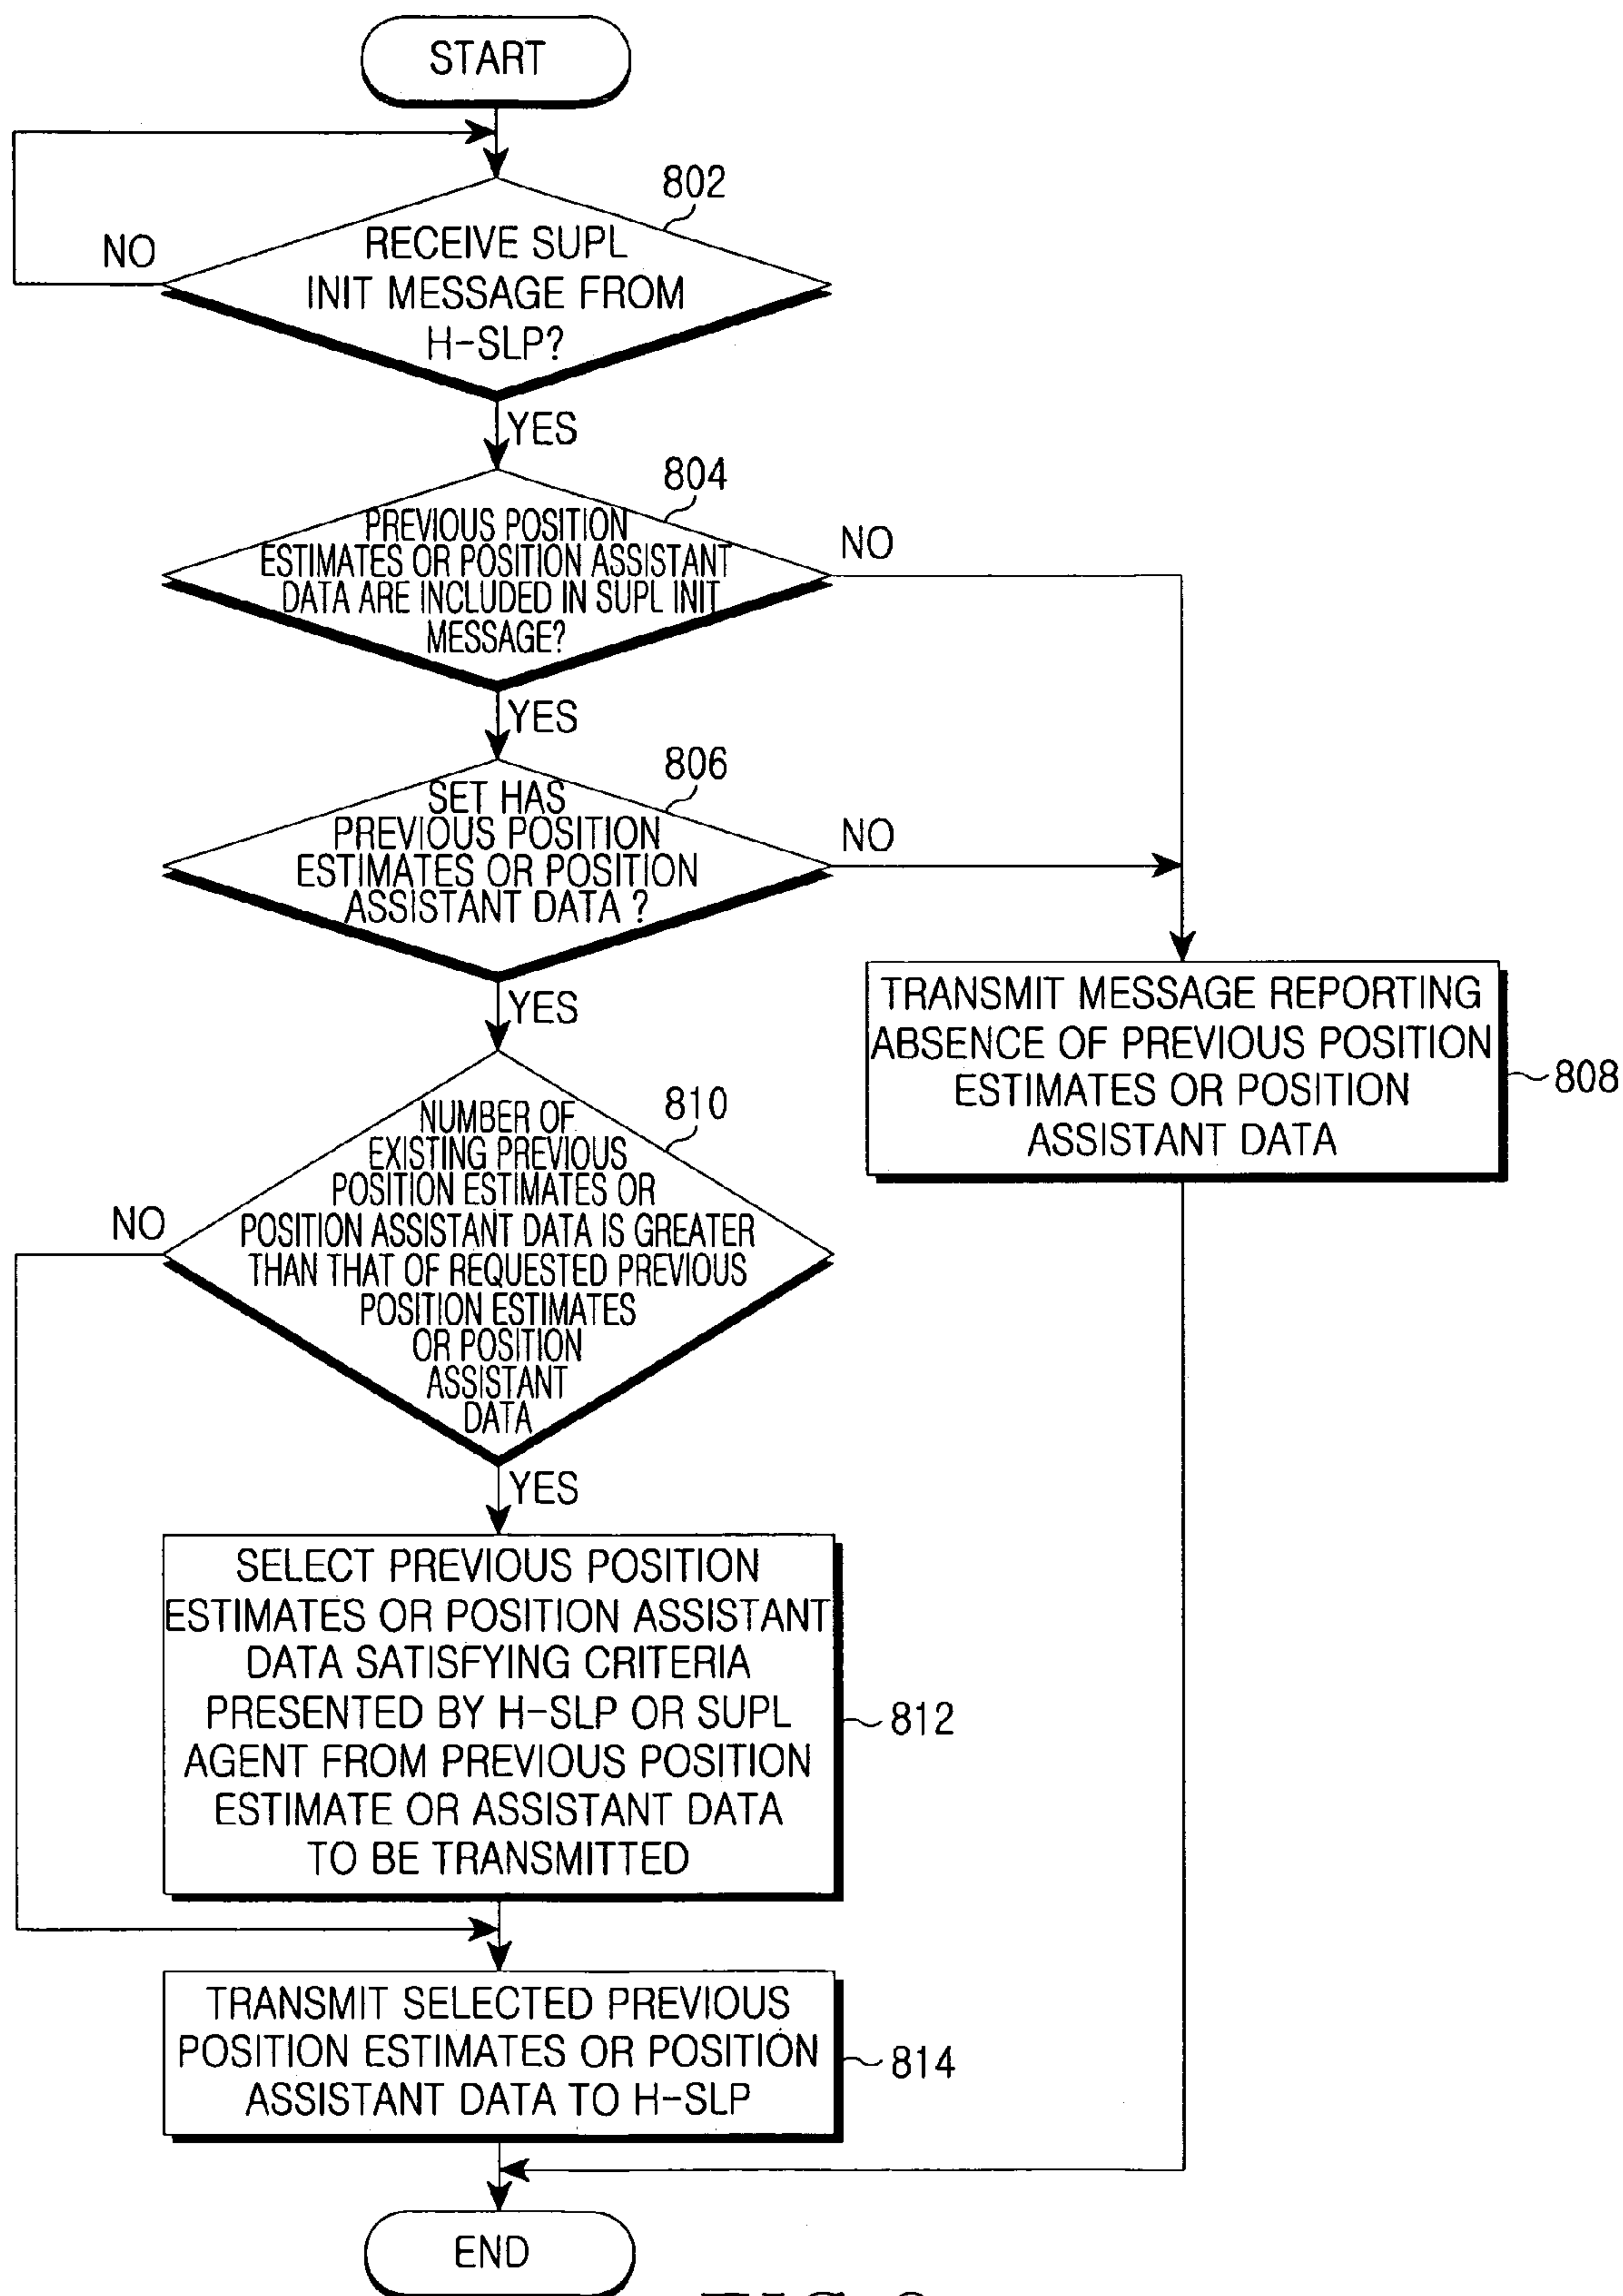 START
802
RECEIVE SUPL
INIT MESSAGE FROM
H-SLP?
NO
YES
804
PREVIOUS POSITION
ESTIMATES OR POSITION ASSISTANT
DATA ARE INCLUDED IN SUPL INIT
MESSAGE?
NO
YES
806
SET HAS
PREVIOUS POSITION
ESTIMATES OR POSITION
ASSISTANT DATA ?
NO
YES
TRANSMIT MESSAGE REPORTING
ABSENCE OF PREVIOUS POSITION
ESTIMATES OR POSITION
ASSISTANT DATA
808
810
NUMBER OF
EXISTING PREVIOUS
POSITION ESTIMATES OR
POSITION ASSISTANT DATA IS GREATER
THAN THAT OF REQUESTED PREVIOUS
POSITION ESTIMATES
OR POSITION
ASSISTANT
DATA
NO
YES
SELECT PREVIOUS POSITION
ESTIMATES OR POSITION ASSISTANT
DATA SATISFYING CRITERIA
PRESENTED BY H-SLP OR SUPL
AGENT FROM PREVIOUS POSITION
ESTIMATE OR ASSISTANT DATA
TO BE TRANSMITTED
812
TRANSMIT SELECTED PREVIOUS
POSITION ESTIMATES OR POSITION
ASSISTANT DATA TO H-SLP
814
END